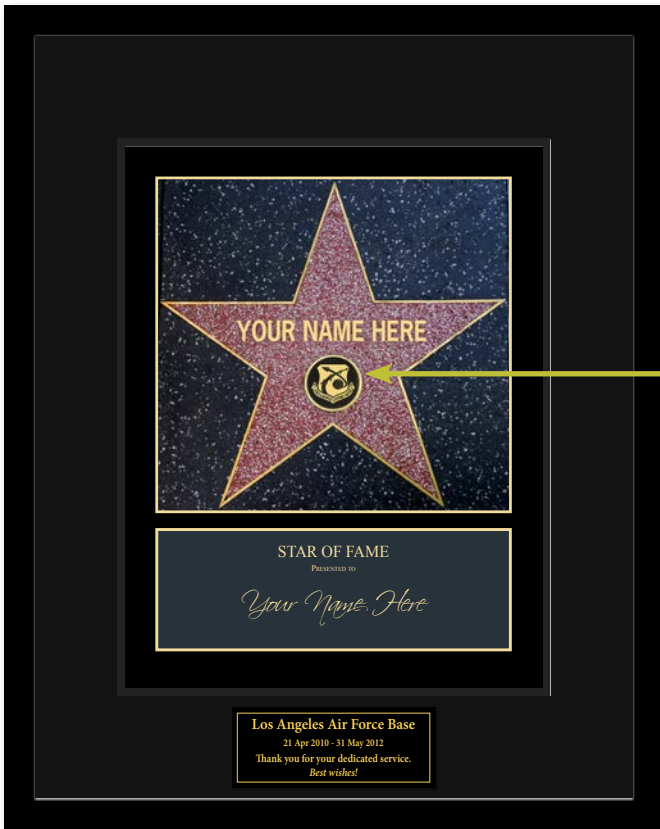 YOUR NAME HERE
STAR OF FAME
Presented to
Your Name Here
Los Angeles Air Force Base
21 Apr 2010 - 31 May 2012
Thank you for your dedicated service.
Best wishes!